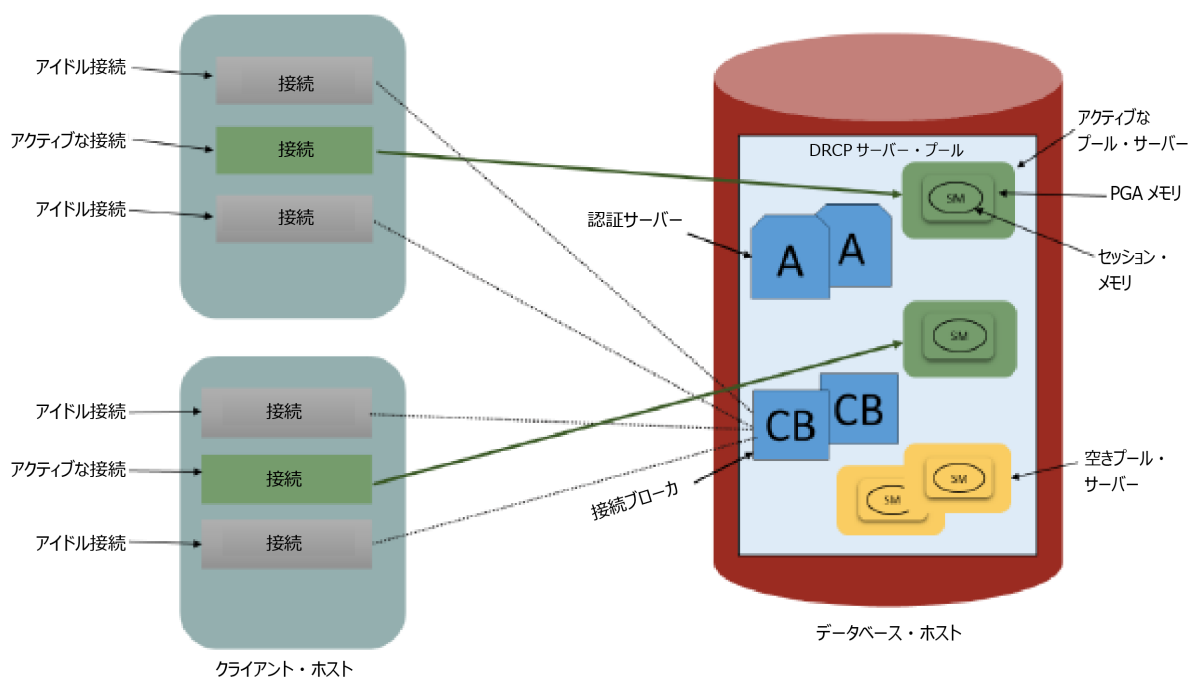 アイドル接続
接続
アクティブな接続
接続
アイドル接続
接続
アイドル接続
接続
アクティブな接続
接続
アイドル接続
接続
クライアント・ホスト
DRCP サーバー・プール
アクティブな
プール・サーバー
SM
PGA メモリ
セッション・
メモリ
認証サーバー
A
A
SM
CB
CB
接続ブローカ
SM
SM
空きプール・
サーバー
データベース・ホスト